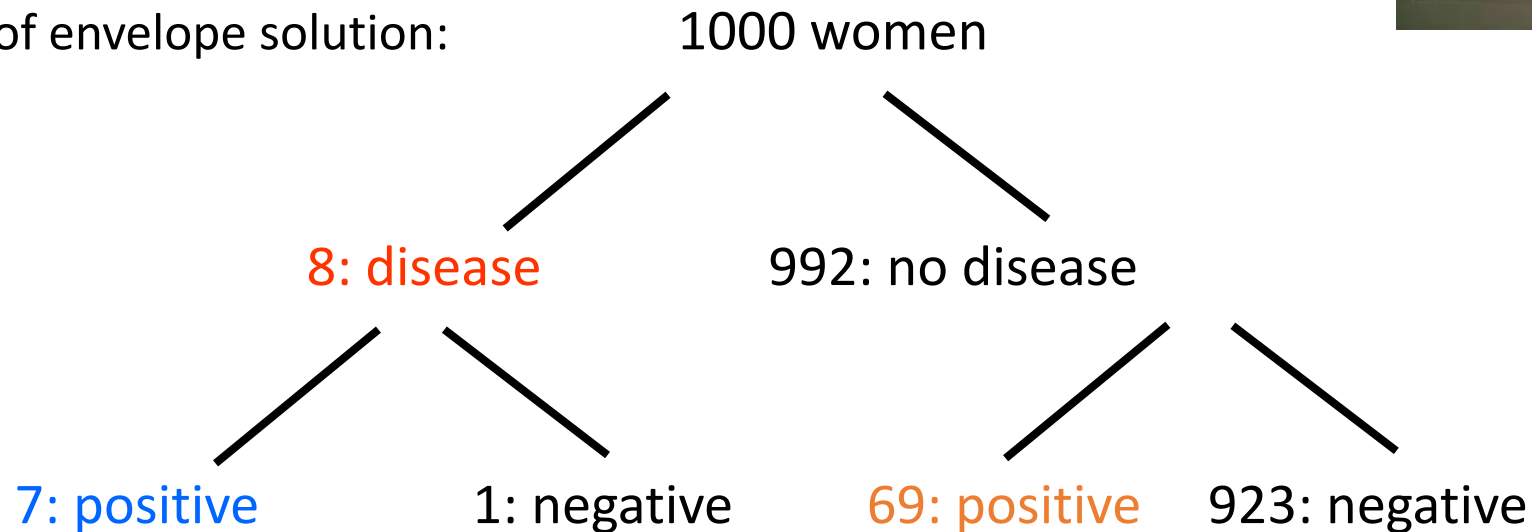 of envelope solution:
1000 women
8: disease
992: no disease
7: positive
1: negative
69: positive
923: negative